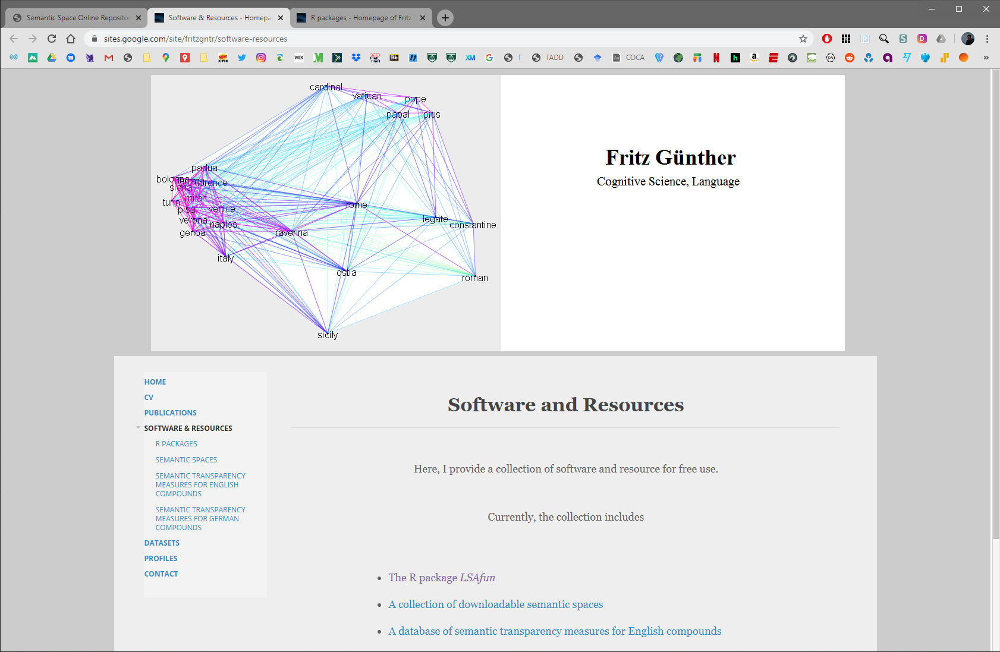 Semantic Space Online Reposito
Software & Resources - Homepa
R packages - Homepage of Fritz
sites.google.com/site/fritzgntr/software-resources
T
TADD
COCA
cardinal
vatican
pope
papal
pius
padua
bologna
ferrara
florence
siena
turin
milan
pisa
venice
rome
verona
naples
legate
constantine
genoa
ravenna
italy
ostia
roman
sicily
Fritz Günther
Cognitive Science, Language
HOME
CV
PUBLICATIONS
SOFTWARE & RESOURCES
R PACKAGES
SEMANTIC SPACES
SEMANTIC TRANSPARENCY
MEASURES FOR ENGLISH
COMPOUNDS
SEMANTIC TRANSPARENCY
MEASURES FOR GERMAN
COMPOUNDS
DATASETS
PROFILES
CONTACT
Software and Resources
Here, I provide a collection of software and resource for free use.
Currently, the collection includes
The R package LSAfun
A collection of downloadable semantic spaces
A database of semantic transparency measures for English compounds